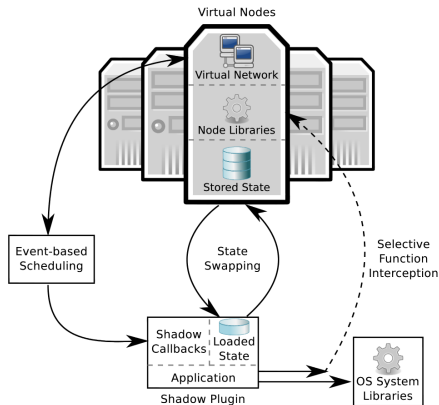 Virtual Nodes
Virtual Network
Node Libraries
Stored State
Event-based
Scheduling
State
Swapping
Selective
Function
Interception
Shadow
Callbacks
Loaded
State
Application
Shadow Plugin
OS System
Libraries